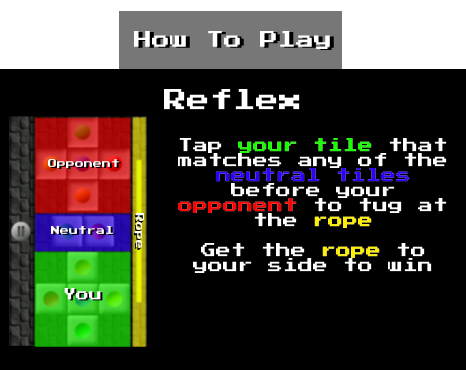 How To Play
Reflex
Opponent
Neutral
You
Rope
Tap your tile that
matches any of the
neutral tiles
before your
opponent to tug at
the rope
Get the rope to
your side to win